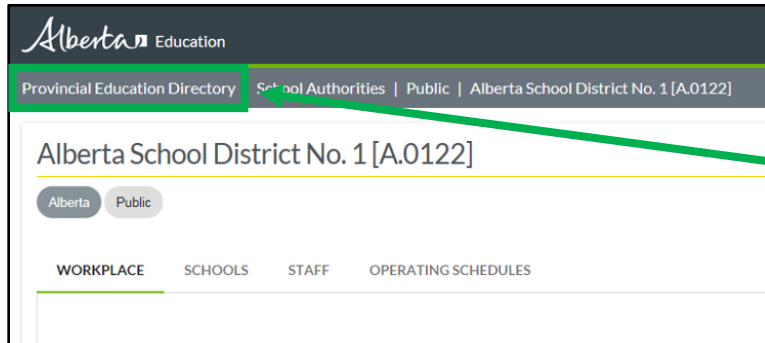 Alberta Education
Provincial Education Directory School Authorities | Public | Alberta School District No. 1 [A.0122]
Alberta School District No. 1 [A.0122]
Alberta Public
WORKPLACE SCHOOLS STAFF OPERATING SCHEDULES